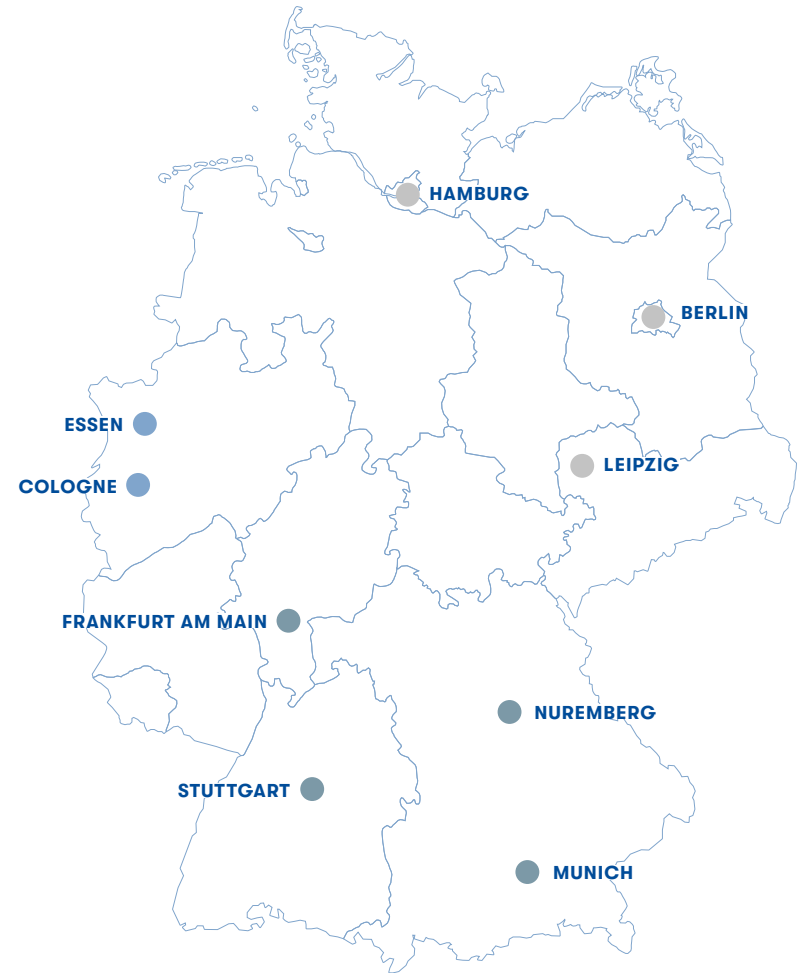 HAMBURG
BERLIN
ESSEN
LEIPZIG
COLOGNE
FRANKFURT AM MAIN
NUREMBERG
STUTTGART
MUNICH